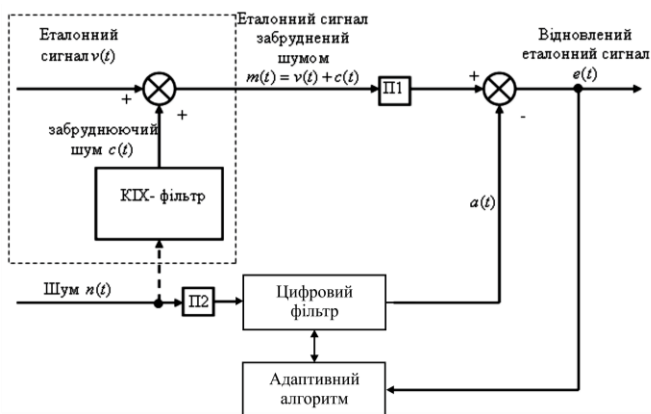 Еталонний
сигнал v(t)
Еталонний сигнал
забруднений
шумом
m(t) = v(t) + c(t)
Відновлений
еталонний сигнал
e(t)
+
+
П1
+
-
забруднюючий
шум c(t)
КІХ- фільтр
a(t)
Шум n(t)
П2
Цифровий
фільтр
Адаптивний
алгоритм